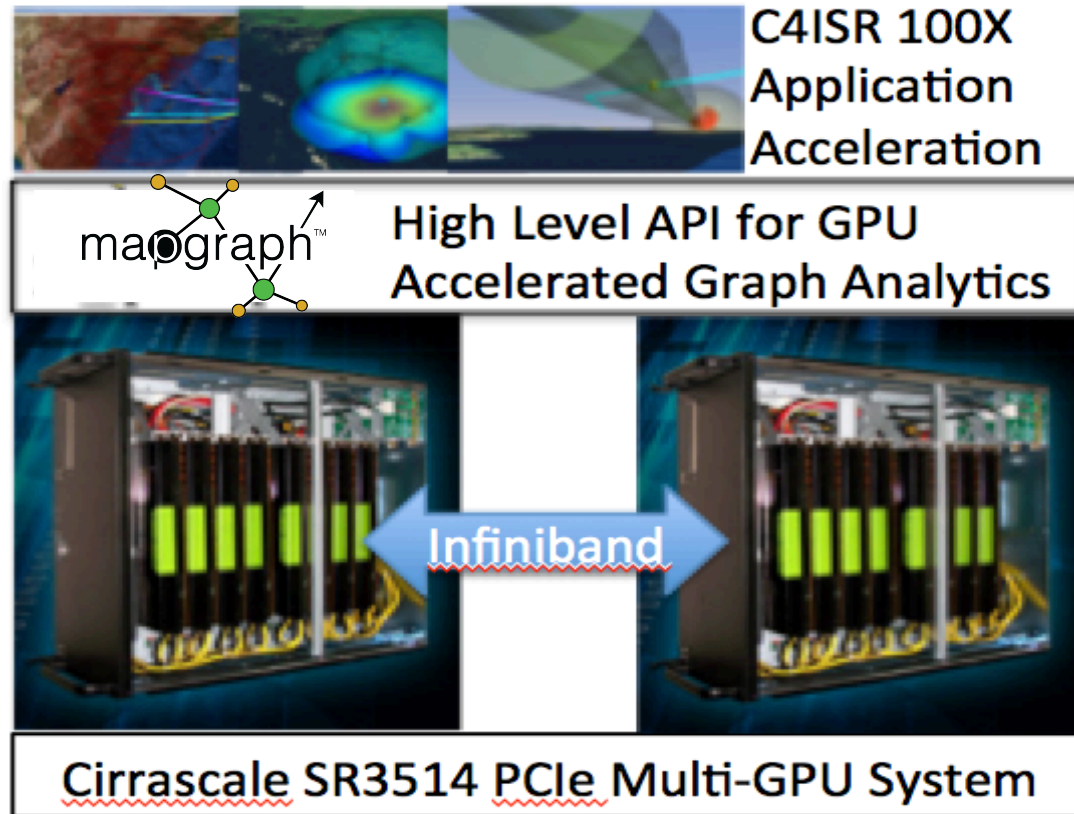 C4ISR 100X
Application
Acceleration
mapgraph™
High Level API for GPU
Accelerated Graph Analytics
Infiniband
Cirrascale SR3514 PCIe Multi-GPU System